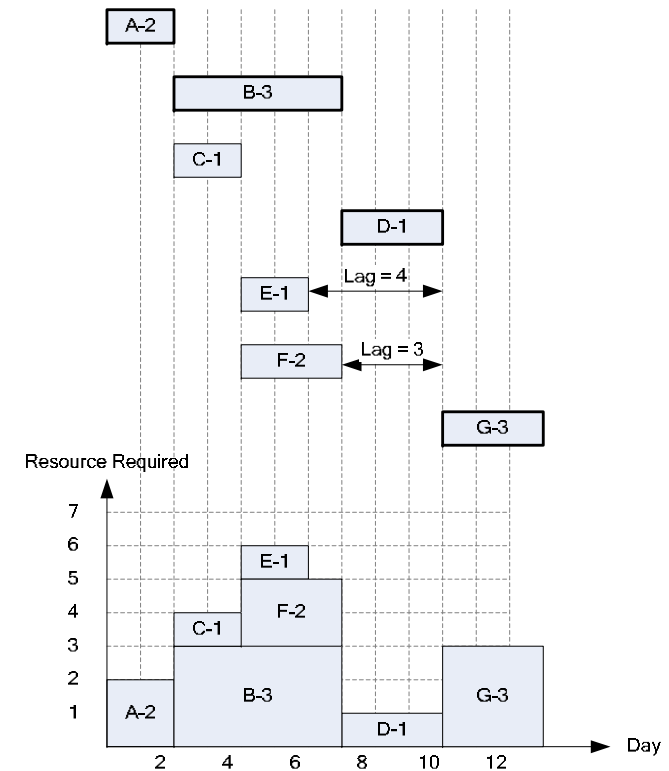 A-2
B-3
C-1
D-1
E-1
Lag = 4
F-2
Lag = 3
G-3
Resource Required
7
6
5
4
3
2
1
E-1
F-2
C-1
A-2
B-3
D-1
G-3
2 4 6 8 10 12
Day